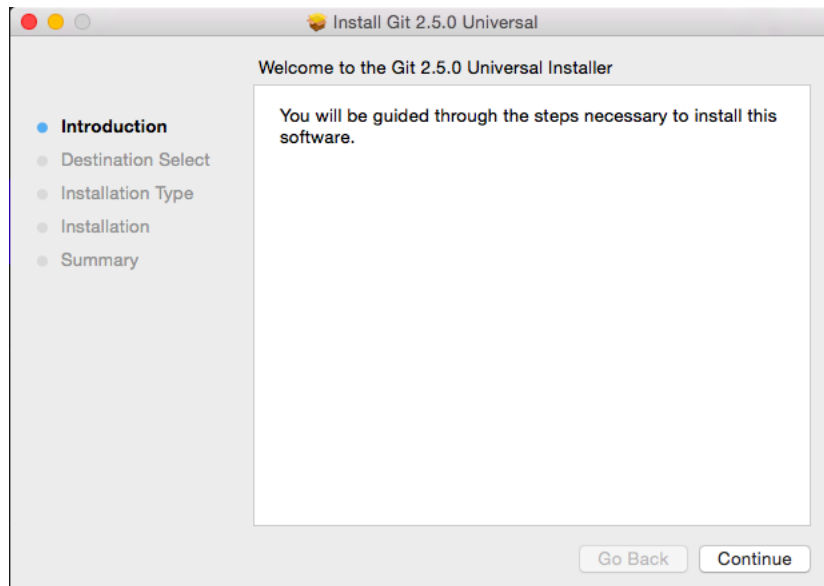 Install Git 2.5.0 Universal
Welcome to the Git 2.5.0 Universal Installer
Introduction
Destination Select
Installation Type
Installation
Summary
You will be guided through the steps necessary to install this
software.
Go Back
Continue